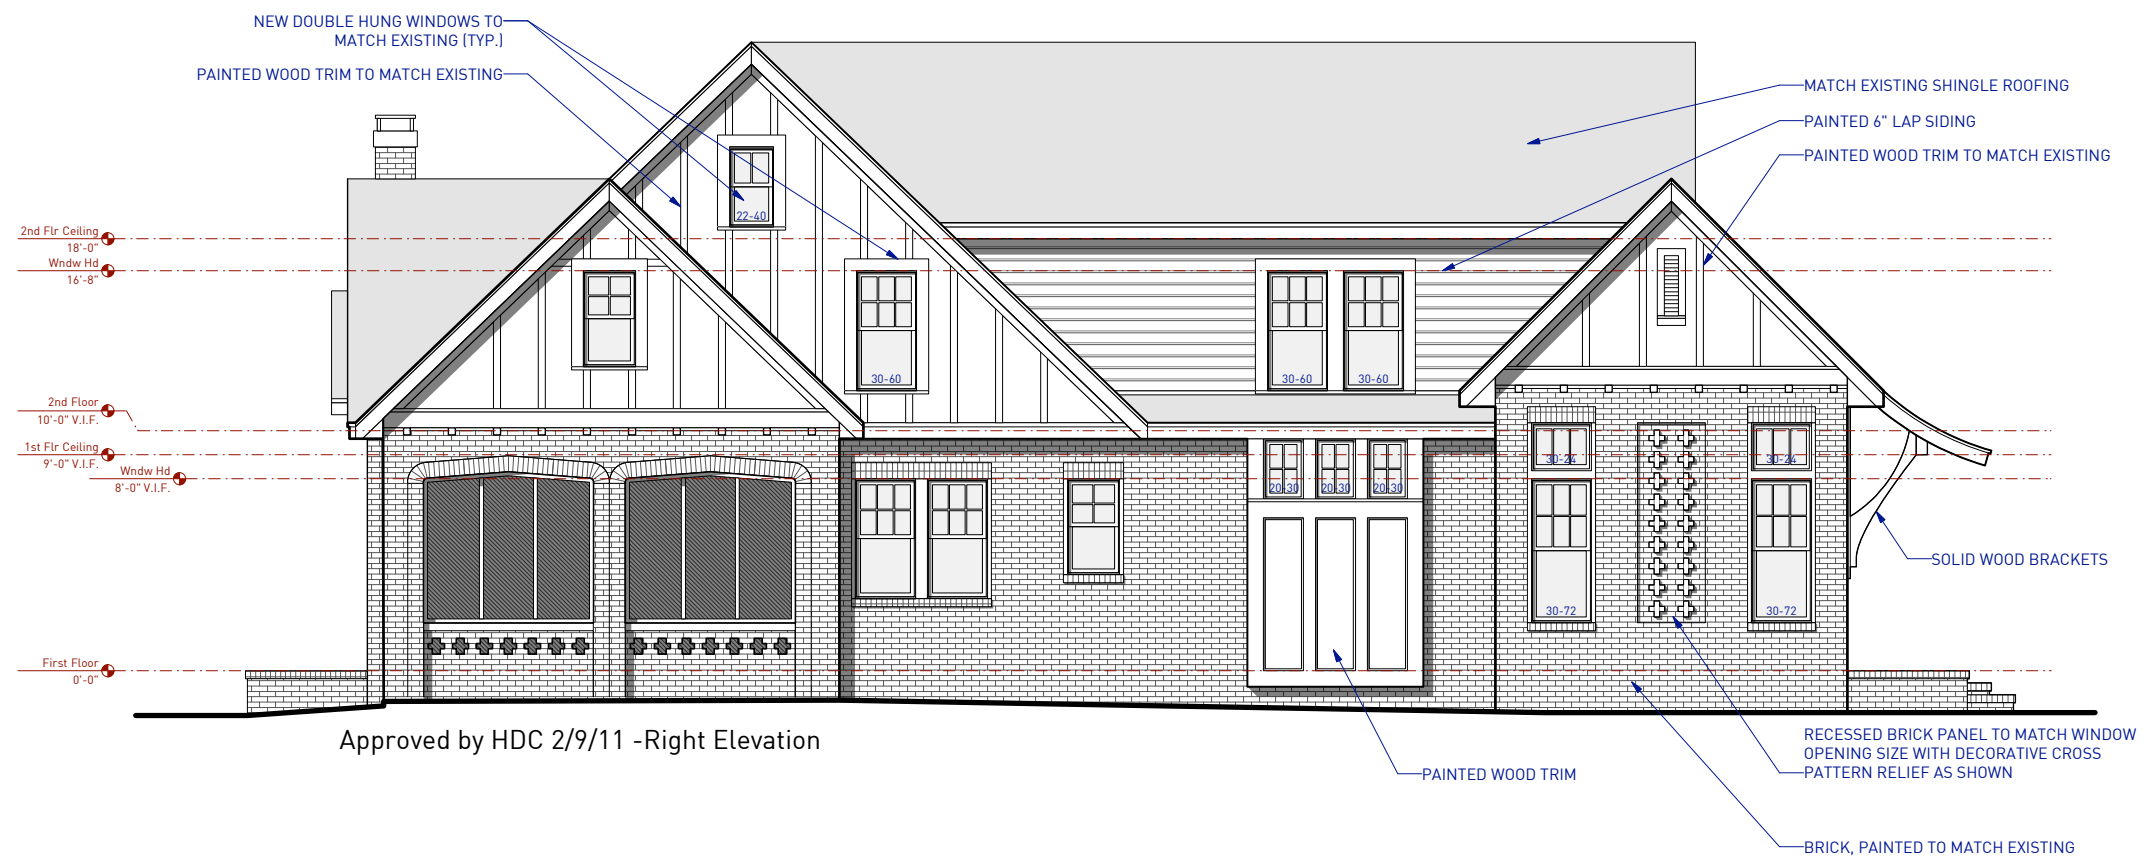 NEW DOUBLE HUNG WINDOWS TO
MATCH EXISTING (TYP.)
PAINTED WOOD TRIM TO MATCH EXISTING
MATCH EXISTING SHINGLE ROOFING
PAINTED 6" LAP SIDING
PAINTED WOOD TRIM TO MATCH EXISTING
22-40
2nd Flr Ceiling
18'-0"
Wndw Hd
16'-8"
30-60
30-60
30-60
2nd Floor
10'-0" V.I.F.
1st Flr Ceiling
9'-0" V.I.F.
Wndw Hd
8'-0" V.I.F.
30-24
30-24
20-30
20-30
20-30
SOLID WOOD BRACKETS
30-72
30-72
First Floor
0'-0"
Approved by HDC 2/9/11 -Right Elevation
RECESSED BRICK PANEL TO MATCH WINDOW
OPENING SIZE WITH DECORATIVE CROSS
PATTERN RELIEF AS SHOWN
PAINTED WOOD TRIM
BRICK, PAINTED TO MATCH EXISTING